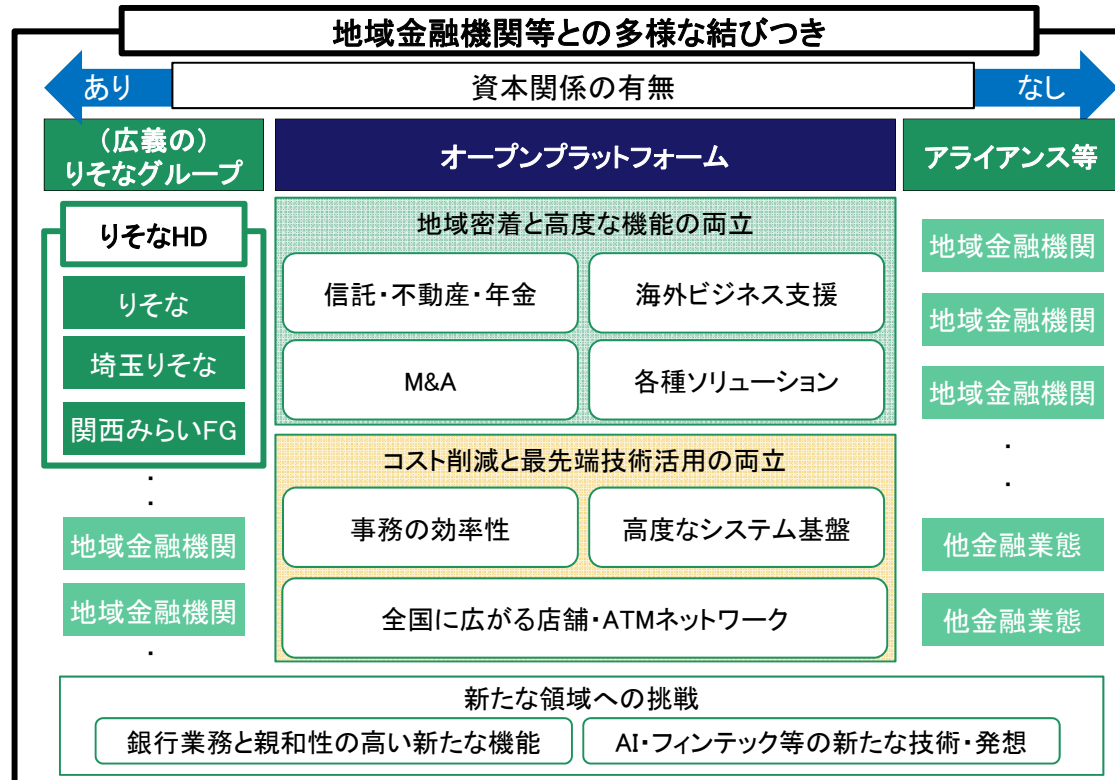 地域金融機関等との多様な結びつき
あり
資本関係の有無
なし
（広義の）
りそなグループ
オープンプラットフォーム
アライアンス等
りそなHD
りそな
埼玉りそな
関西みらいFG
・
・
地域金融機関
地域金融機関
・
地域密着と高度な機能の両立
信託・不動産・年金
海外ビジネス支援
M&A
各種ソリューション
コスト削減と最先端技術活用の両立
事務の効率性
高度なシステム基盤
全国に広がる店舗・ATMネットワーク
地域金融機関
地域金融機関
地域金融機関
・
・
他金融業態
他金融業態
新たな領域への挑戦
銀行業務と親和性の高い新たな機能
AI・フィンテック等の新たな技術・発想